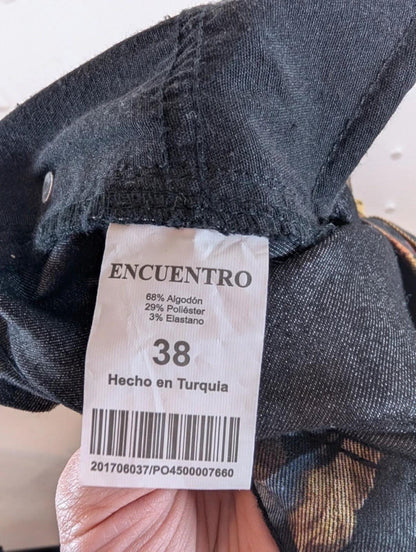 ENCUENTRO
68% Algodón
29% Poliéster
3% Elastano
38
Hecho en Turquia
201706037/PO4500007660